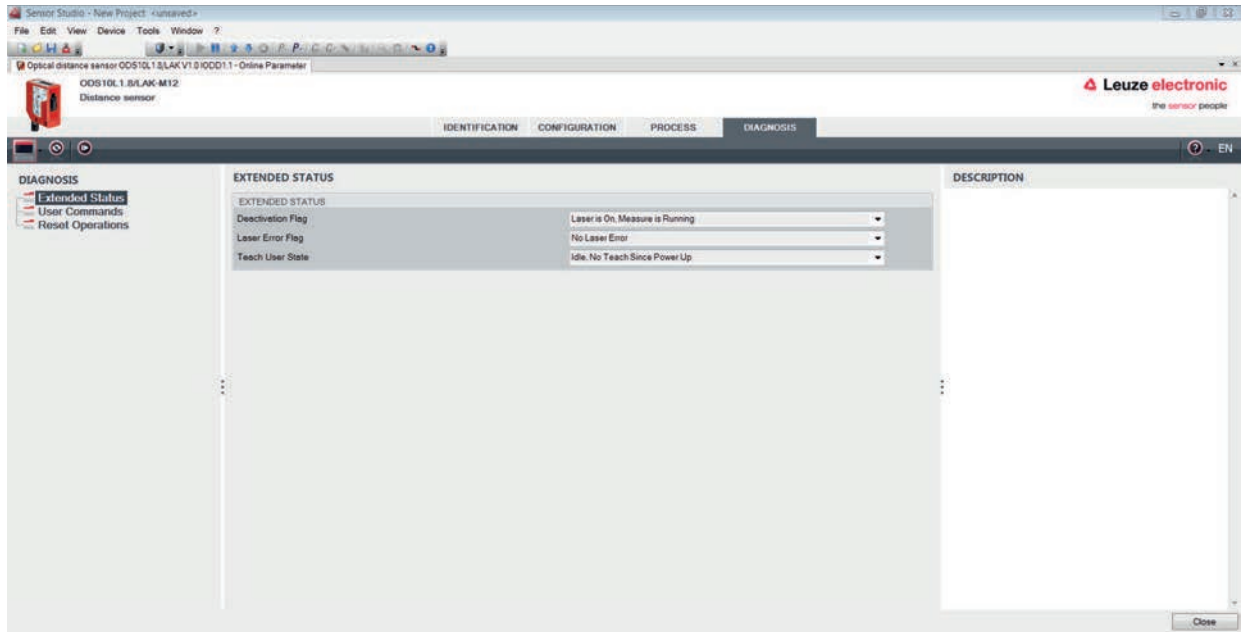 Sensor Studio - New Project <unsaved>
File Edit View Device Tools Window ?
Optical distance sensor ODS10L1.8/LAK V1.0 IODD1.1 - Online Parameter
ODS10L1.8/LAK-M12
Distance sensor
Leuze electronic
the sensor people
IDENTIFICATION CONFIGURATION PROCESS DIAGNOSIS
EN
DIAGNOSIS
Extended Status
User Commands
Reset Operations
EXTENDED STATUS
EXTENDED STATUS
Deactivation Flag Laser is On, Measure is Running
Laser Error Flag No Laser Error
Teach User State Idle, No Teach Since Power Up
DESCRIPTION
Close